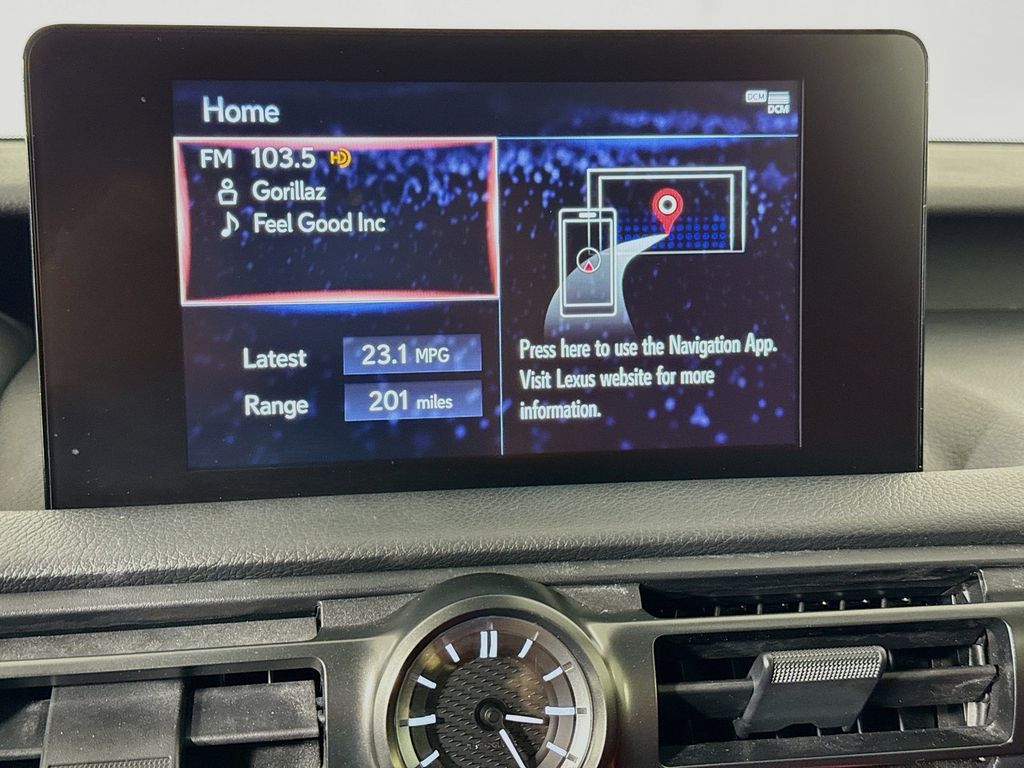 Home
DCM
DCM
FM 103.5 HD
Gorillaz
Feel Good Inc
Latest 23.1 MPG
Range 201 miles
Press here to use the Navigation App.
Visit Lexus website for more
information.